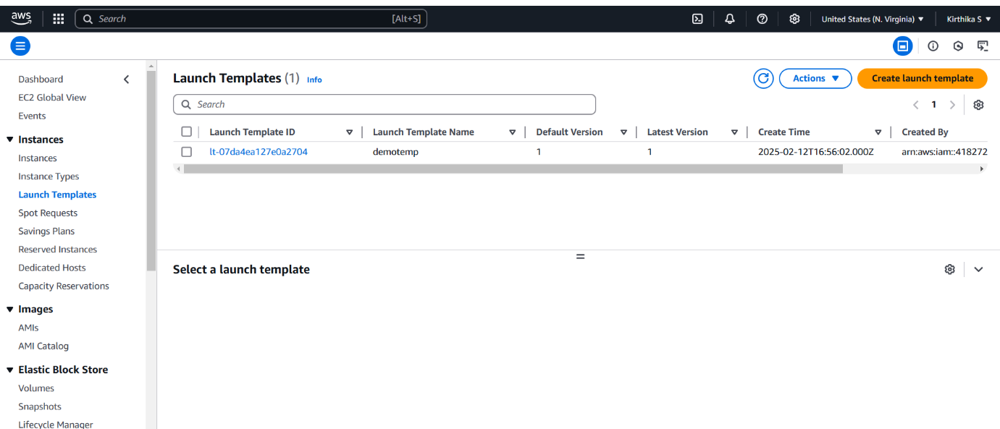 aws Search [Alt+S] United States (N. Virginia) Kirthika S
Dashboard
EC2 Global View
Events
Instances
Instances
Instance Types
Launch Templates
Spot Requests
Savings Plans
Reserved Instances
Dedicated Hosts
Capacity Reservations
Images
AMIs
AMI Catalog
Elastic Block Store
Volumes
Snapshots
Lifecycle Manager
Launch Templates (1) Info Actions Create launch template
Search 1
Launch Template ID Launch Template Name Default Version Latest Version Create Time Created By
lt-07da4ea127e0a2704 demotemp 1 1 2025-02-12T16:56:02.000Z arn:aws:iam::418272
Select a launch template